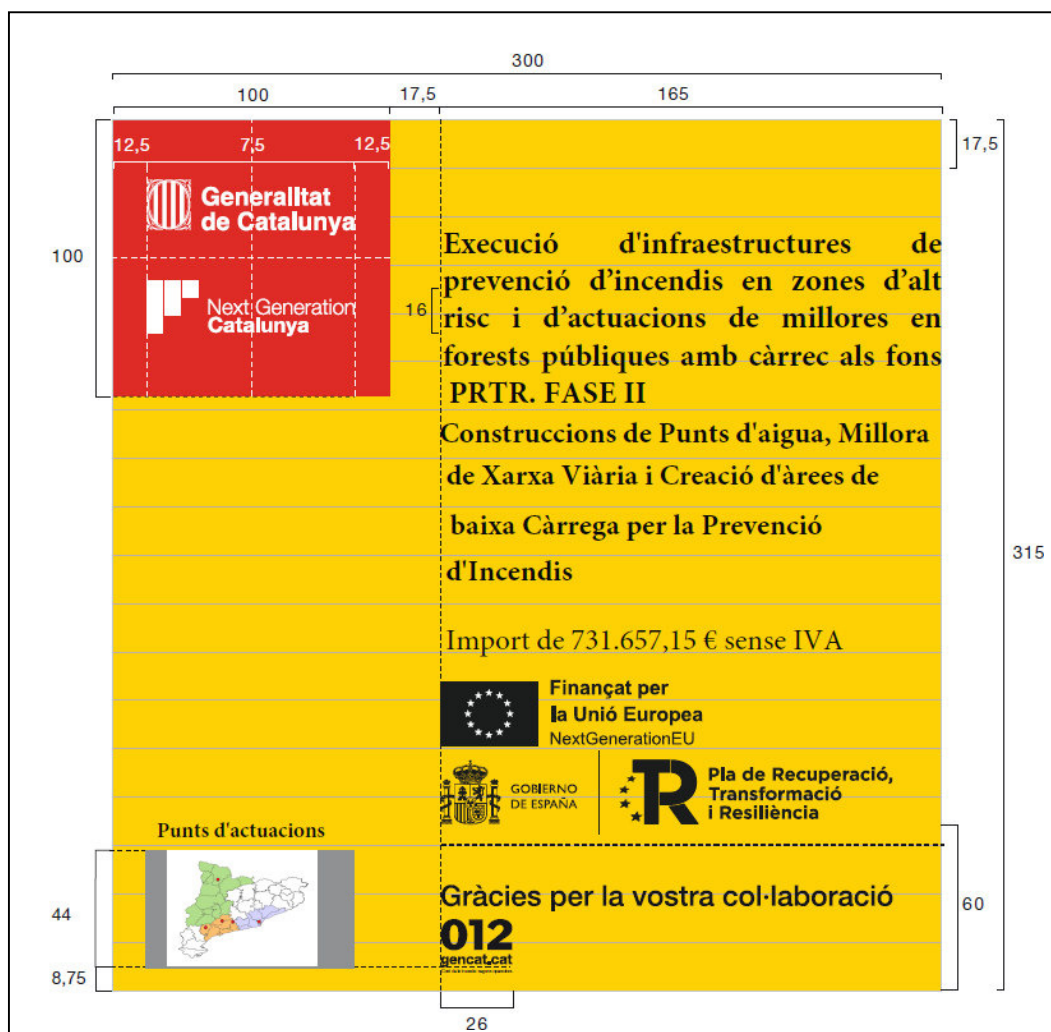 300
100 17,5 165
12,5 7,5 12,5
17,5
Generalitat
de Catalunya
100
Next Generation
Catalunya
16
Execució d'infraestructures de
prevenció d'incendis en zones d'alt
risc i d'actuacions de millores en
forests públiques amb càrrec als fons
PRTR. FASE II
Construccions de Punts d'aigua, Millora
de Xarxa Viària i Creació d'àrees de
baixa Càrrega per la Prevenció
d'Incendis
315
Import de 731.657,15 € sense IVA
Finançat per
la Unió Europea
NextGenerationEU
GOBIERNO
DE ESPAÑA
Pla de Recuperació,
Transformació
i Resiliència
Punts d'actuacions
44
8,75
Gràcies per la vostra col·laboració
012
gencat.cat
60
26